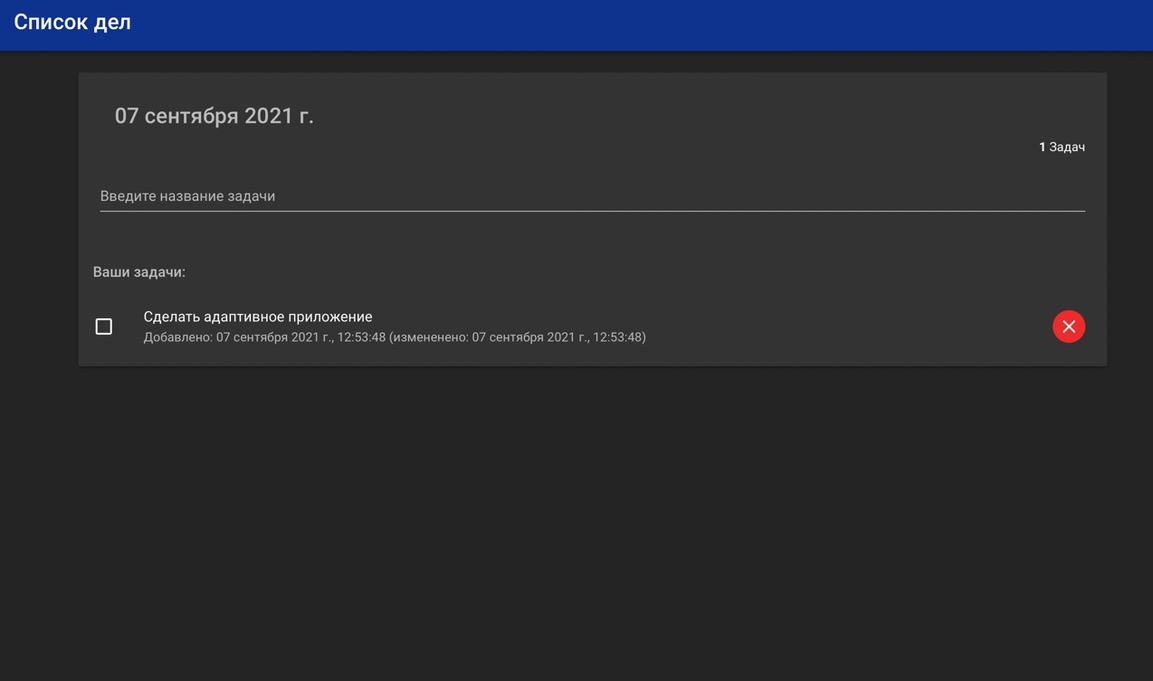 Список дел
07 сентября 2021 г.
1 Задач
Введите название задачи
Ваши задачи:
Сделать адаптивное приложение
Добавлено: 07 сентября 2021 г., 12:53:48 (измененено: 07 сентября 2021 г., 12:53:48)